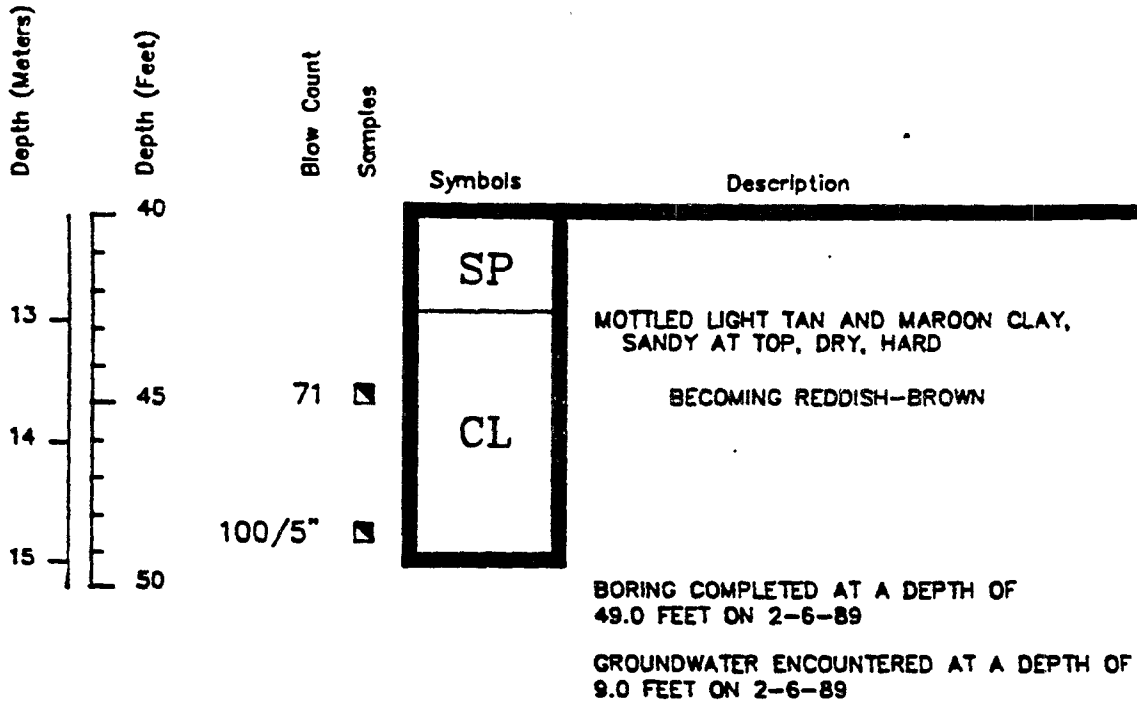 Depth (Meters)
Depth (Feet)
Blow Count
Samples
Symbols
Description
40
SP
13
MOTTLED LIGHT TAN AND MAROON CLAY,
SANDY AT TOP, DRY, HARD
45
71
BECOMING REDDISH-BROWN
14
CL
100/5"
15
50
BORING COMPLETED AT A DEPTH OF
49.0 FEET ON 2-6-89
GROUNDWATER ENCOUNTERED AT A DEPTH OF
9.0 FEET ON 2-6-89